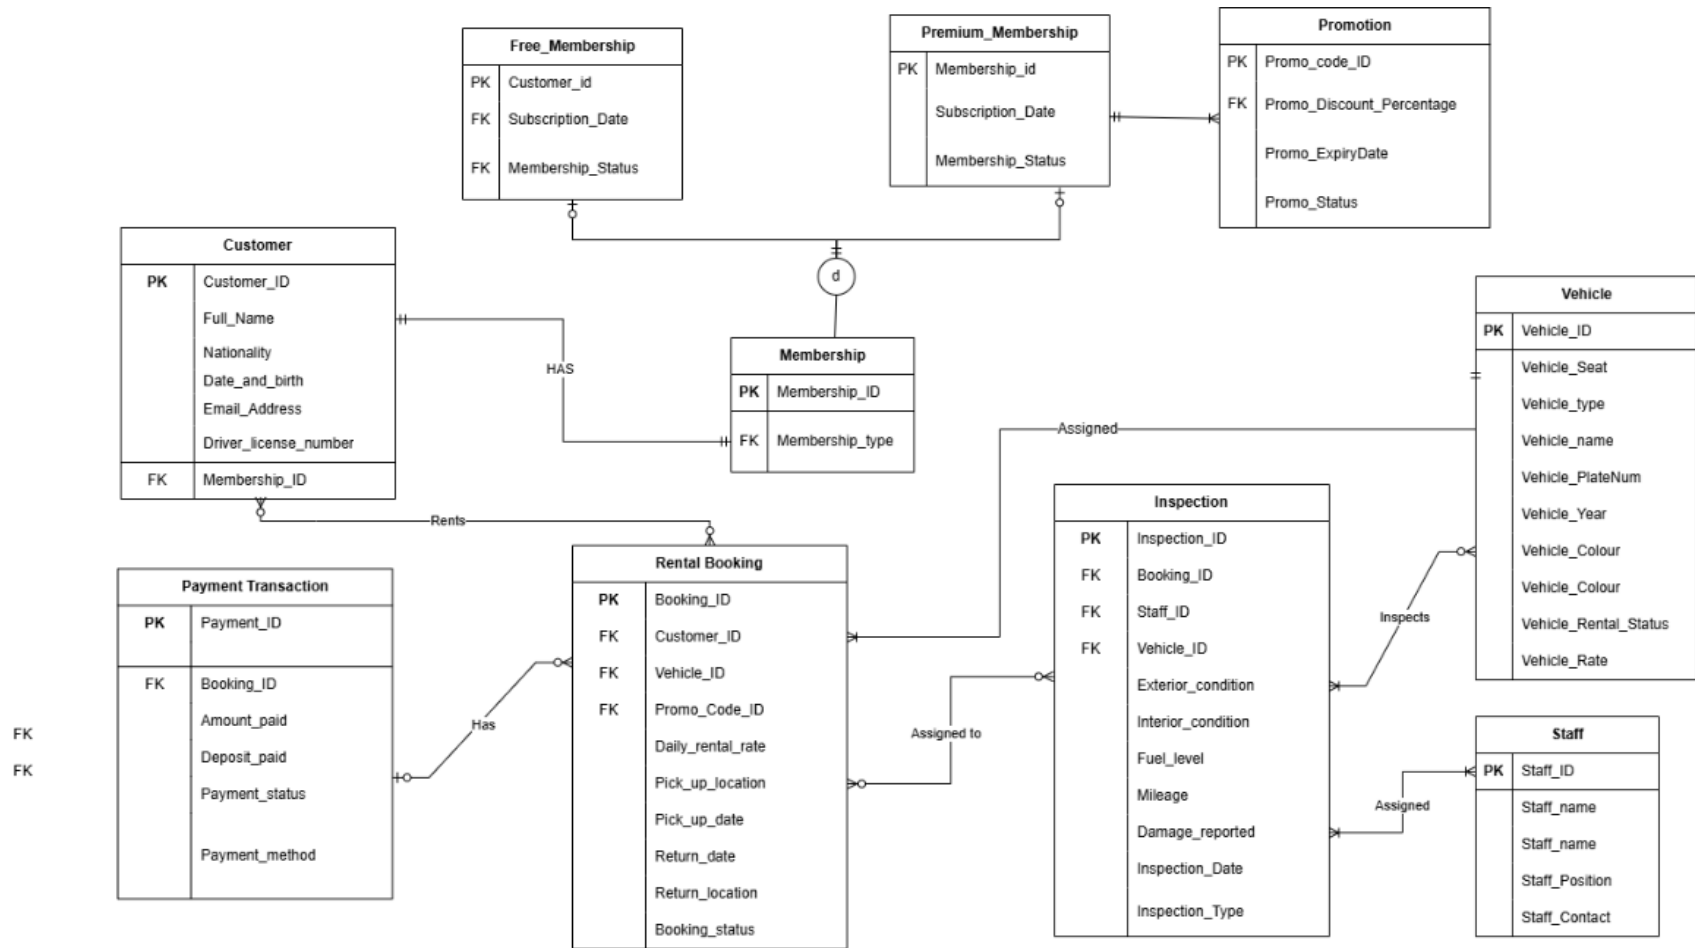 Free_Membership
PK Customer_id
FK Subscription_Date
FK Membership_Status
Premium_Membership
PK Membership_id
Subscription_Date
Membership_Status
Promotion
PK Promo_code_ID
FK Promo_Discount_Percentage
Promo_ExpiryDate
Promo_Status
Customer
PK Customer_ID
Full_Name
Nationality
Date_and_birth
Email_Address
Driver_license_number
FK Membership_ID
HAS
d
Membership
PK Membership_ID
FK Membership_type
Vehicle
PK Vehicle_ID
Vehicle_Seat
Vehicle_type
Vehicle_name
Vehicle_PlateNum
Vehicle_Year
Vehicle_Colour
Vehicle_Colour
Vehicle_Rental_Status
Vehicle_Rate
Assigned
Rents
Payment Transaction
PK Payment_ID
FK Booking_ID
Amount_paid
Deposit_paid
Payment_status
Payment_method
FK
FK
Has
Rental Booking
PK Booking_ID
FK Customer_ID
FK Vehicle_ID
FK Promo_Code_ID
Daily_rental_rate
Pick_up_location
Pick_up_date
Return_date
Return_location
Booking_status
Assigned to
Inspection
PK Inspection_ID
FK Booking_ID
FK Staff_ID
FK Vehicle_ID
Exterior_condition
Interior_condition
Fuel_level
Mileage
Damage_reported
Inspection_Date
Inspection_Type
Inspects
Assigned
Staff
PK Staff_ID
Staff_name
Staff_name
Staff_Position
Staff_Contact